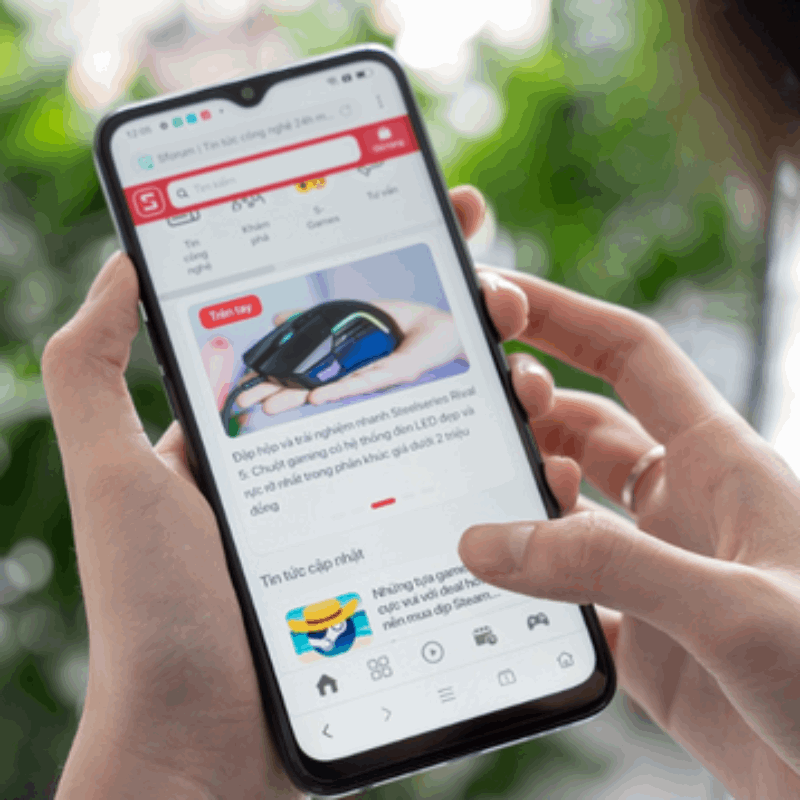 12:05
Sforum | Tin tức công nghệ 24h m...
Tìm kiếm
Tin
công
nghệ
Khám
phá
S-
Games
Tư vấn
Trên tay
Đập hộp và trải nghiệm nhanh Steelseries Rival
5: Chuột gaming có hệ thống đèn LED đẹp và
rực rỡ nhất trong phân khúc giá dưới 2 triệu
đồng
Tin tức cập nhật
Những tựa game
cực vui với deal
nên mua dịp Steam...